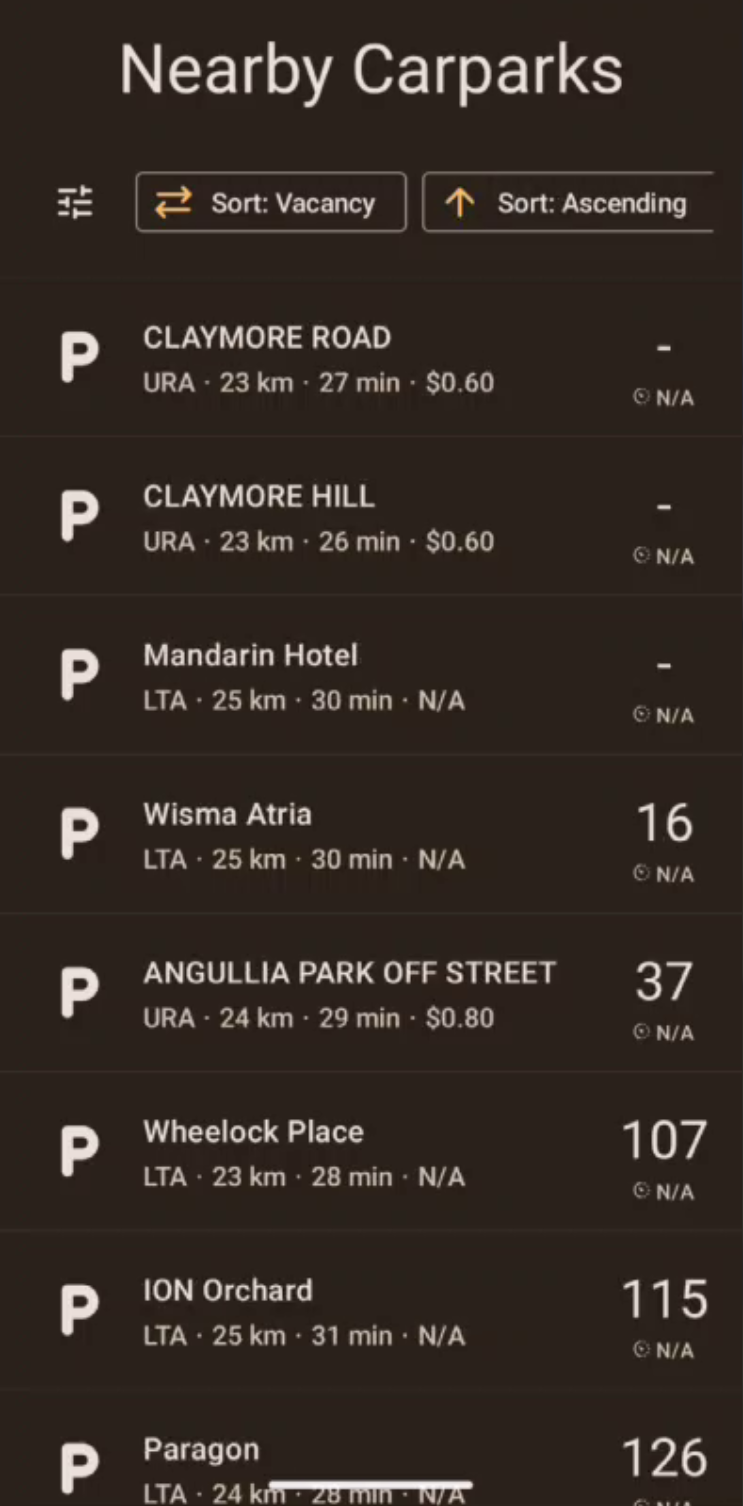 Nearby Carparks
Sort: Vacancy
Sort: Ascending
P
CLAYMORE ROAD
URA · 23 km · 27 min · $0.60
-
N/A
P
CLAYMORE HILL
URA · 23 km · 26 min · $0.60
-
N/A
P
Mandarin Hotel
LTA · 25 km · 30 min · N/A
-
N/A
P
Wisma Atria
LTA · 25 km · 30 min · N/A
16
N/A
P
ANGULLIA PARK OFF STREET
URA · 24 km · 29 min · $0.80
37
N/A
P
Wheelock Place
LTA · 23 km · 28 min · N/A
107
N/A
P
ION Orchard
LTA · 25 km · 31 min · N/A
115
N/A
P
Paragon
LTA · 24 km · 28 min · N/A
126
N/A